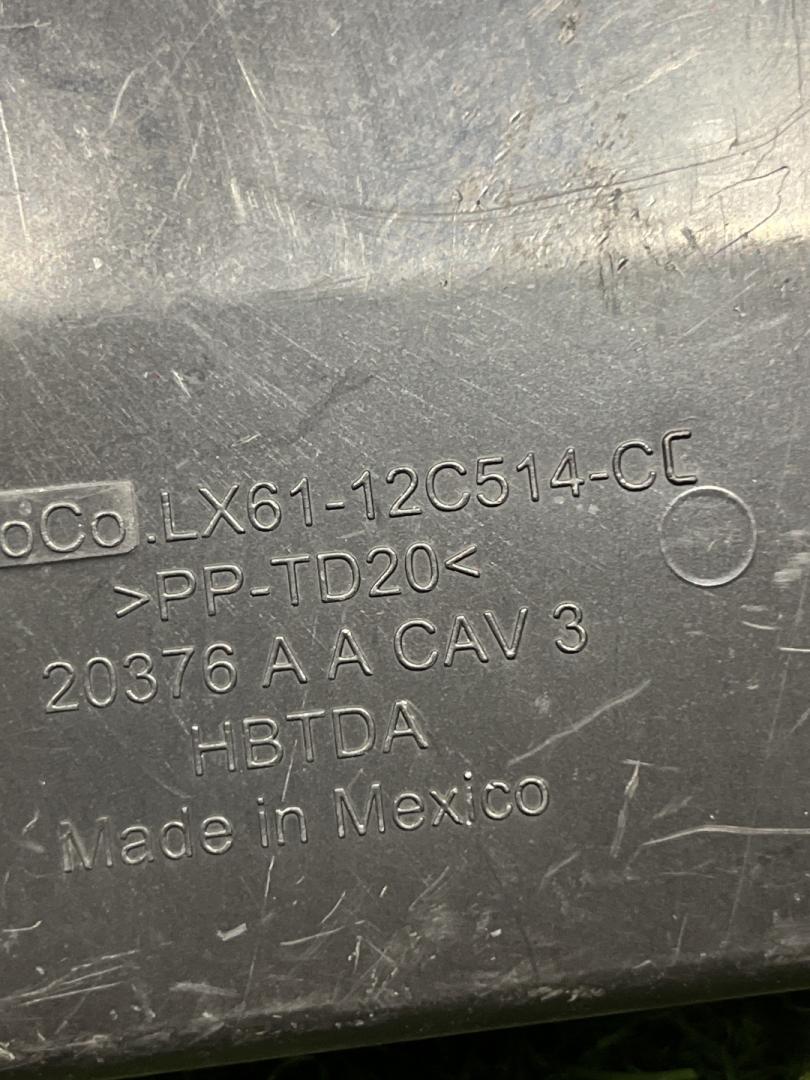 oCo .LX61-12C514-CC
>PP-TD20<
20376 A A CAV 3
HBTDA
Made in Mexico